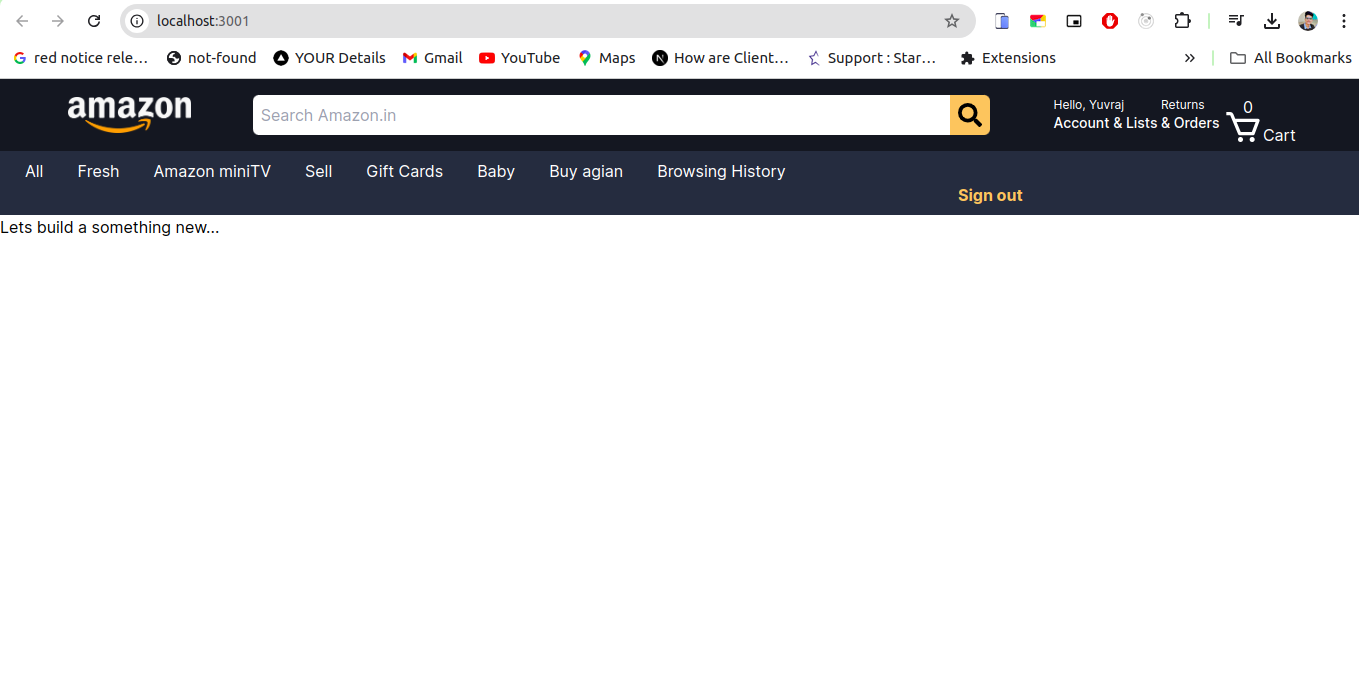 localhost:3001
red notice rele… not-found YOUR Details Gmail YouTube Maps How are Client… Support : Star… Extensions » All Bookmarks
amazon Search Amazon.in Hello, Yuvraj Returns 0
Account & Lists & Orders Cart
All Fresh Amazon miniTV Sell Gift Cards Baby Buy agian Browsing History
Sign out
Lets build a something new...